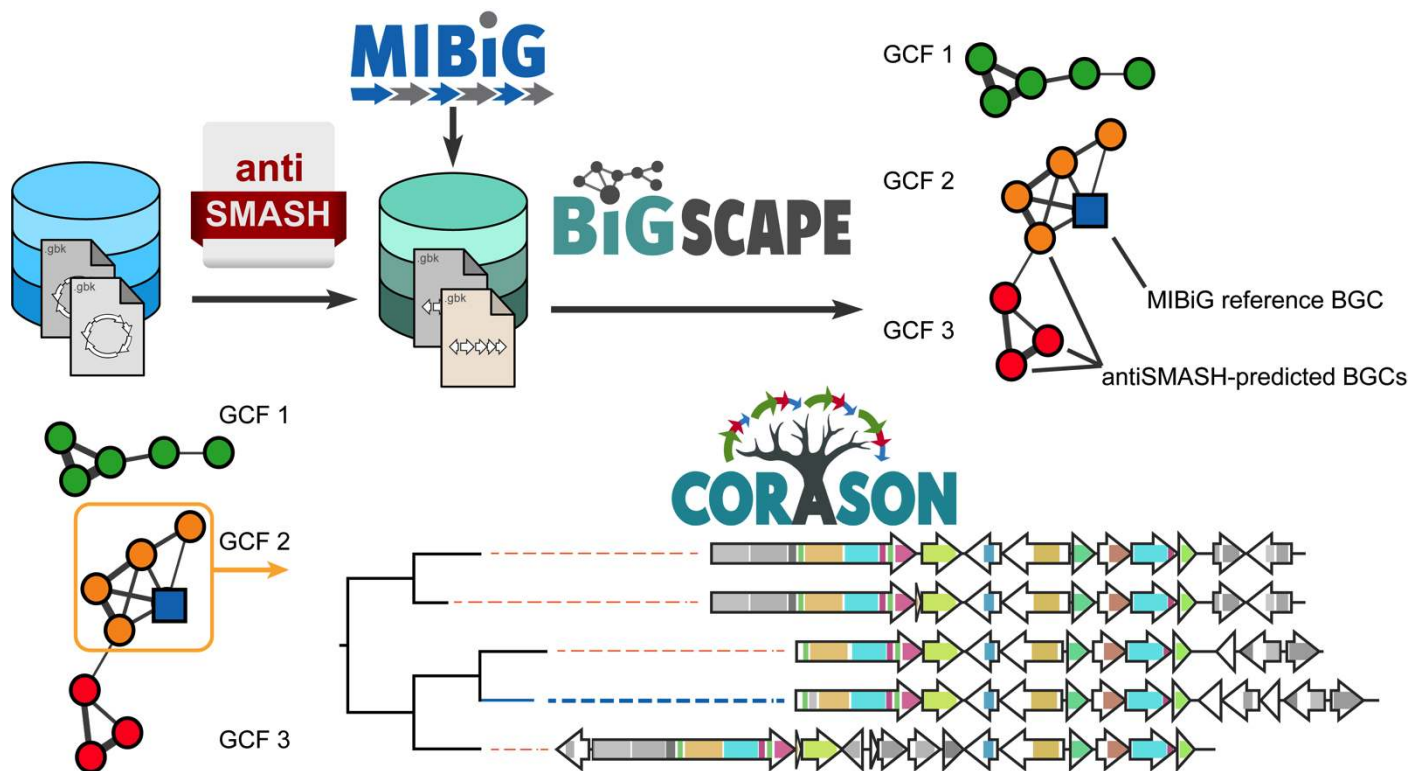 MIBiG
GCF 1
anti
SMASH
.gbk
.gbk
.gbk
.gbk
BiGSCAPE
GCF 2
MIBiG reference BGC
GCF 3
antiSMASH-predicted BGCs
GCF 1
CORASON
GCF 2
GCF 3